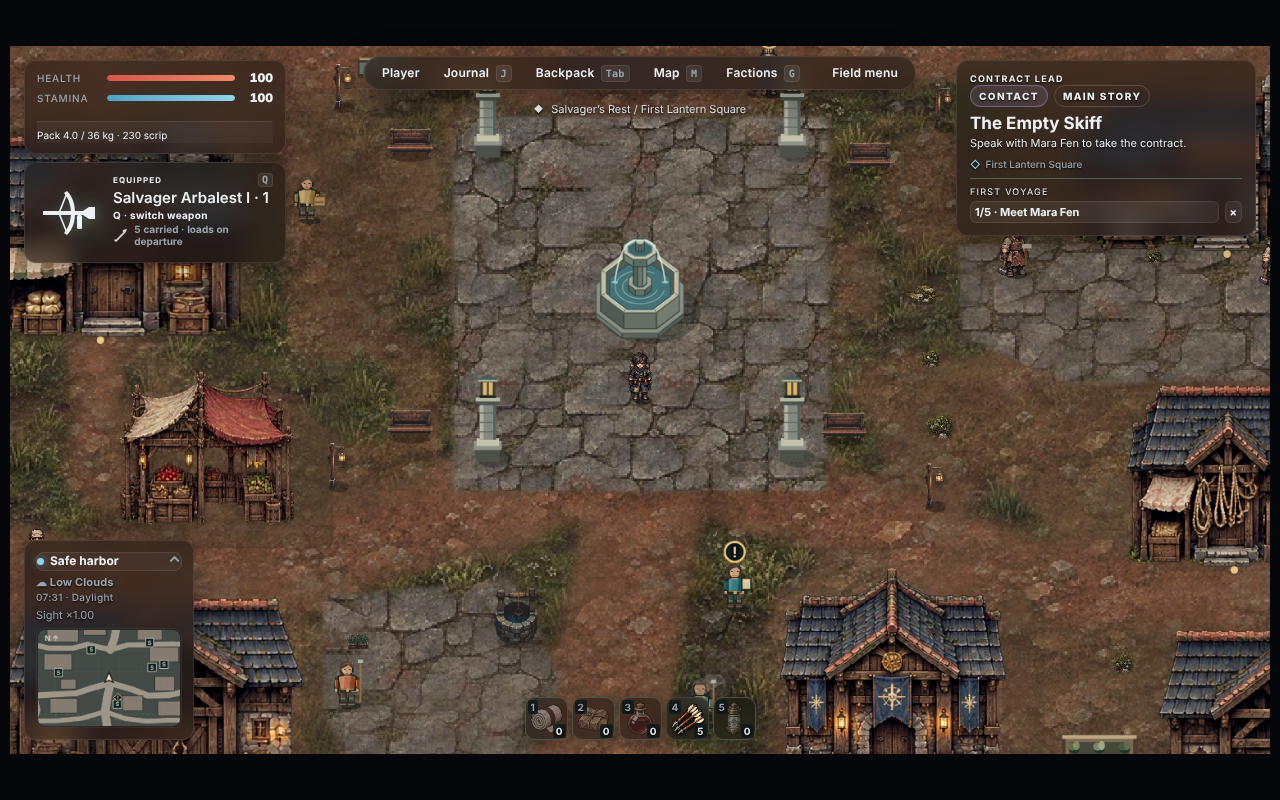 HEALTH 100
STAMINA 100
Pack 4.0 / 36 kg · 230 scrip
EQUIPPED Q
Salvager Arbalest I · 1
Q · switch weapon
5 carried · loads on
departure
Player Journal J Backpack Tab Map M Factions G Field menu
Salvager's Rest / First Lantern Square
CONTRACT LEAD
CONTACT MAIN STORY
The Empty Skiff
Speak with Mara Fen to take the contract.
First Lantern Square
FIRST VOYAGE
1/5 · Meet Mara Fen ×
!
Safe harbor
Low Clouds
07:31 · Daylight
Sight ×1.00
N
1 0
2 0
3 0
4 5
5 0